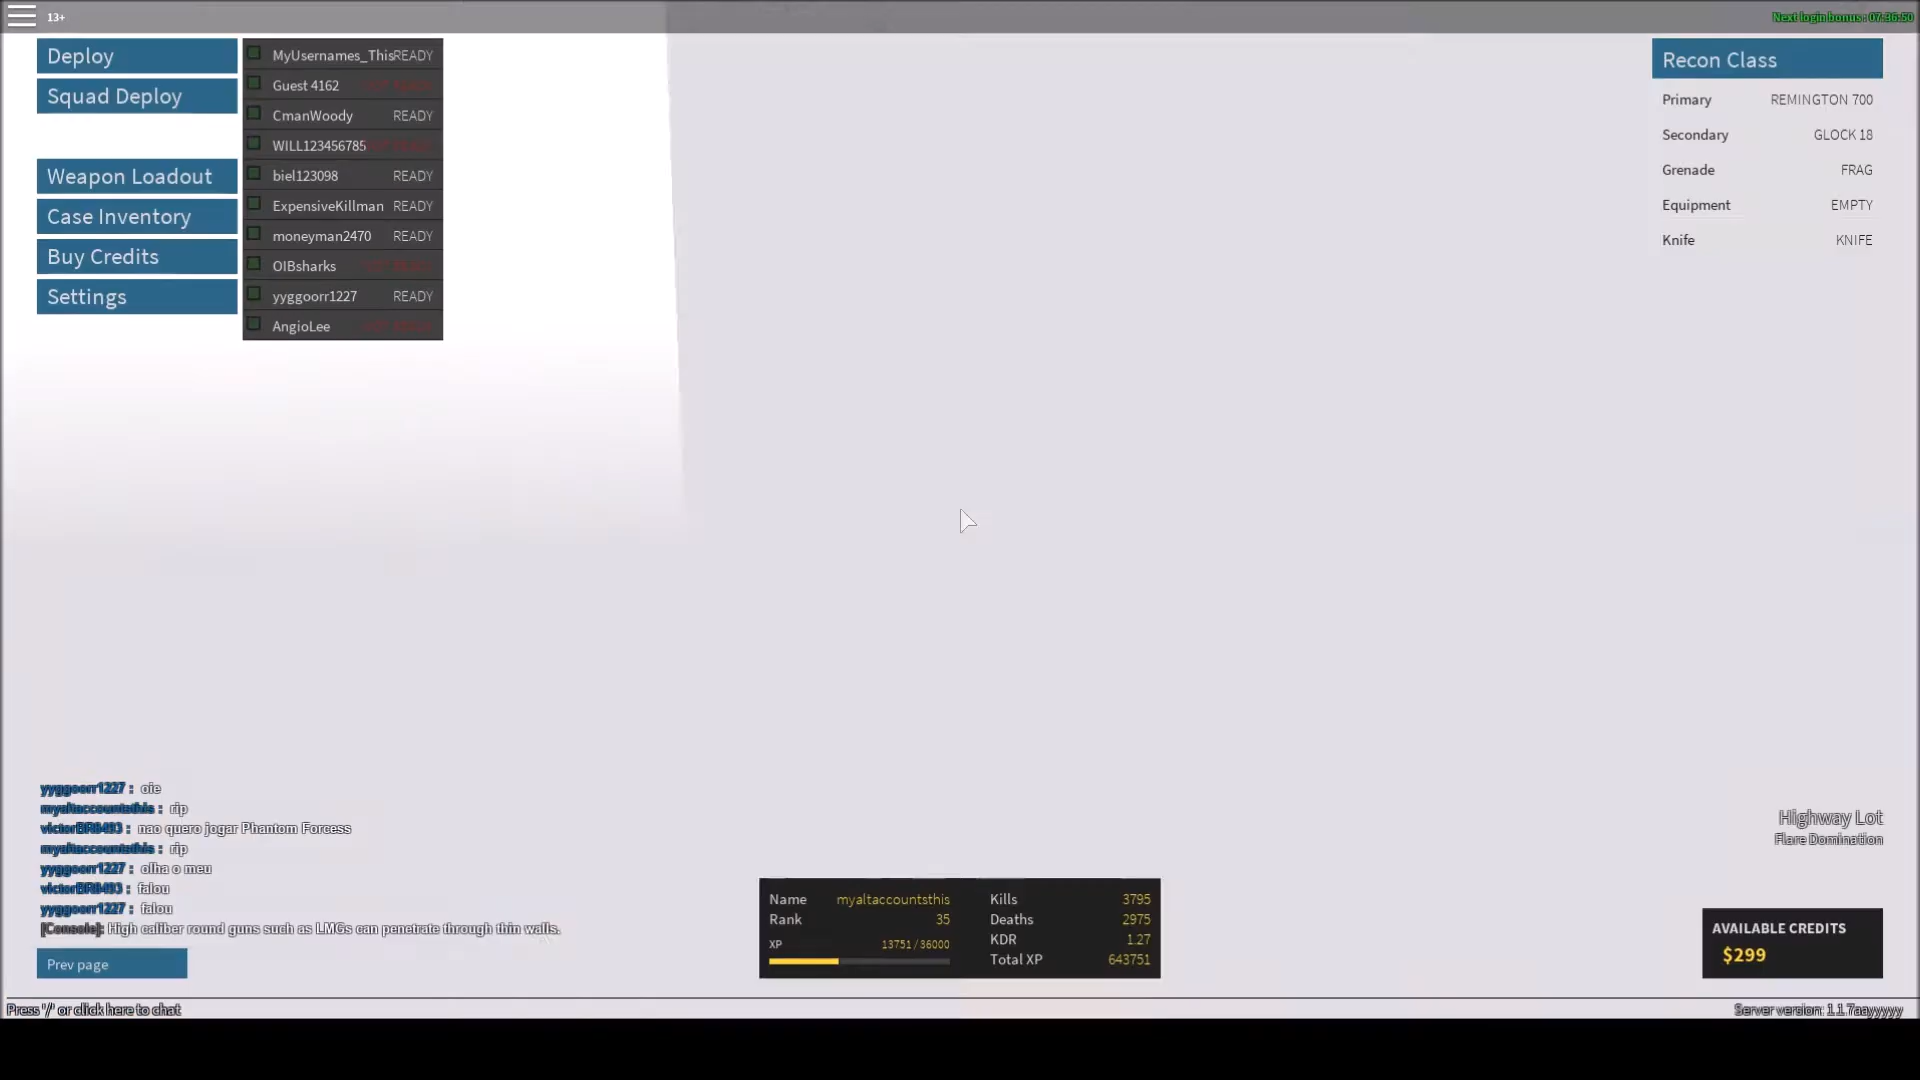 13+
Next login bonus: 07:36:50
Deploy
Squad Deploy
Weapon Loadout
Case Inventory
Buy Credits
Settings
MyUsernames_This READY
Guest 4162
CmanWoody READY
WILL123456785
biel123098 READY
ExpensiveKillman READY
moneyman2470 READY
OIBsharks
yyggoorr1227 READY
AngioLee
Recon Class
Primary REMINGTON 700
Secondary GLOCK 18
Grenade FRAG
Equipment EMPTY
Knife KNIFE
yyggoorr1227 : oie
myaltaccountsthis : rip
victorBR8493 : nao quero jogar Phantom Forcess
myaltaccountsthis : rip
yyggoorr1227 : olha o meu
victorBR8493 : falou
yyggoorr1227 : falou
[Console]: High caliber round guns such as LMGs can penetrate through thin walls.
Prev page
Press '/' or click here to chat
Name myaltaccountsthis
Rank 35
XP 13751/36000
Kills 3795
Deaths 2975
KDR 1.27
Total XP 643751
Highway Lot
Flare Domination
AVAILABLE CREDITS
$299
Server version: 1.1.7aayyyyy